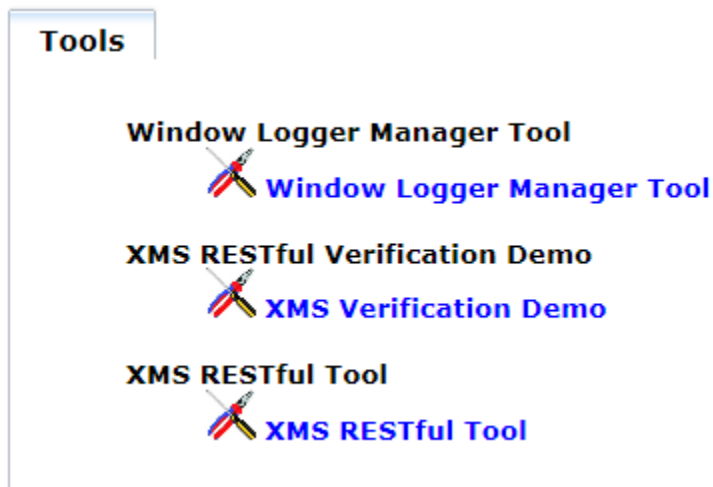 Tools
Window Logger Manager Tool
Window Logger Manager Tool
XMS RESTful Verification Demo
XMS Verification Demo
XMS RESTful Tool
XMS RESTful Tool